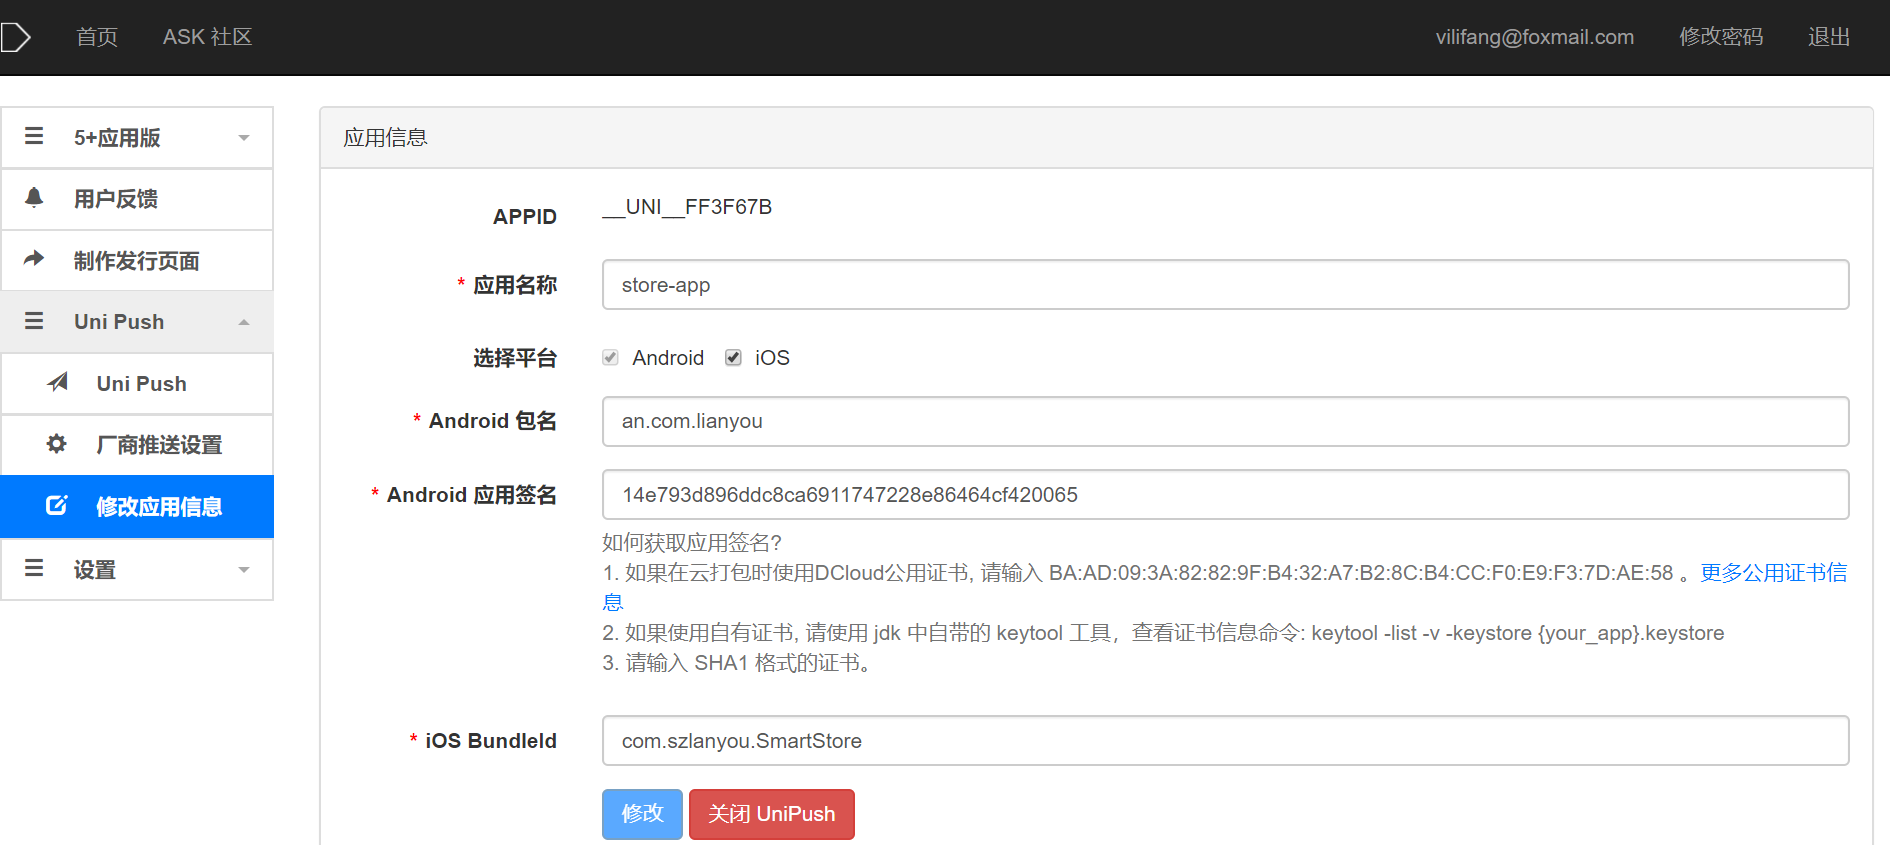 首页
ASK 社区
vilifang@foxmail.com
修改密码
退出
5+应用版
用户反馈
制作发行页面
Uni Push
Uni Push
厂商推送设置
修改应用信息
设置
应用信息
APPID
__UNI__FF3F67B
* 应用名称
store-app
选择平台
Android
iOS
* Android 包名
an.com.lianyou
* Android 应用签名
14e793d896ddc8ca6911747228e86464cf420065
如何获取应用签名?
1. 如果在云打包时使用DCloud公用证书, 请输入 BA:AD:09:3A:82:82:9F:B4:32:A7:B2:8C:B4:CC:F0:E9:F3:7D:AE:58 。更多公用证书信
息
2. 如果使用自有证书, 请使用 jdk 中自带的 keytool 工具，查看证书信息命令: keytool -list -v -keystore {your_app}.keystore
3. 请输入 SHA1 格式的证书。
* iOS BundleId
com.szlanyou.SmartStore
修改
关闭 UniPush